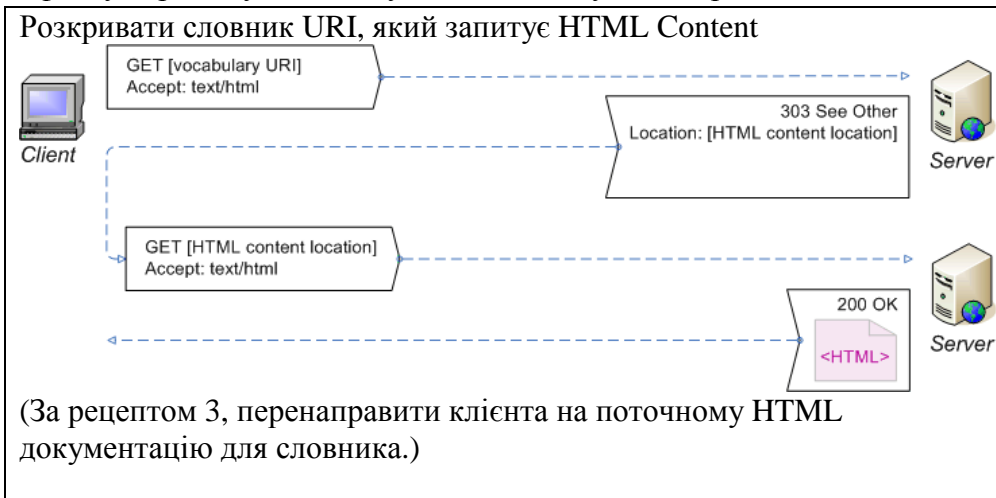 Розкривати словник URI, який запитує HTML Content
GET [vocabulary URI]
Accept: text/html
303 See Other
Location: [HTML content location]
Client
Server
GET [HTML content location]
Accept: text/html
200 OK
<HTML>
Server
(За рецептом 3, перенаправити клієнта на поточному HTML
документацію для словника.)